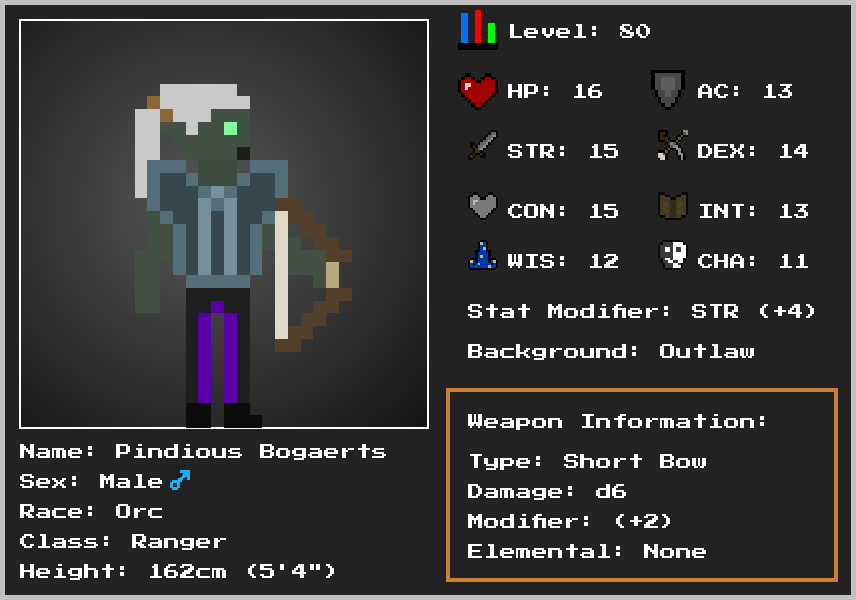 Level: 80
HP: 16 AC: 13
STR: 15 DEX: 14
CON: 15 INT: 13
WIS: 12 CHA: 11
Stat Modifier: STR (+4)
Background: Outlaw
Weapon Information:
Type: Short Bow
Damage: d6
Modifier: (+2)
Elemental: None
Name: Pindious Bogaerts
Sex: Male ♂
Race: Orc
Class: Ranger
Height: 162cm (5'4")